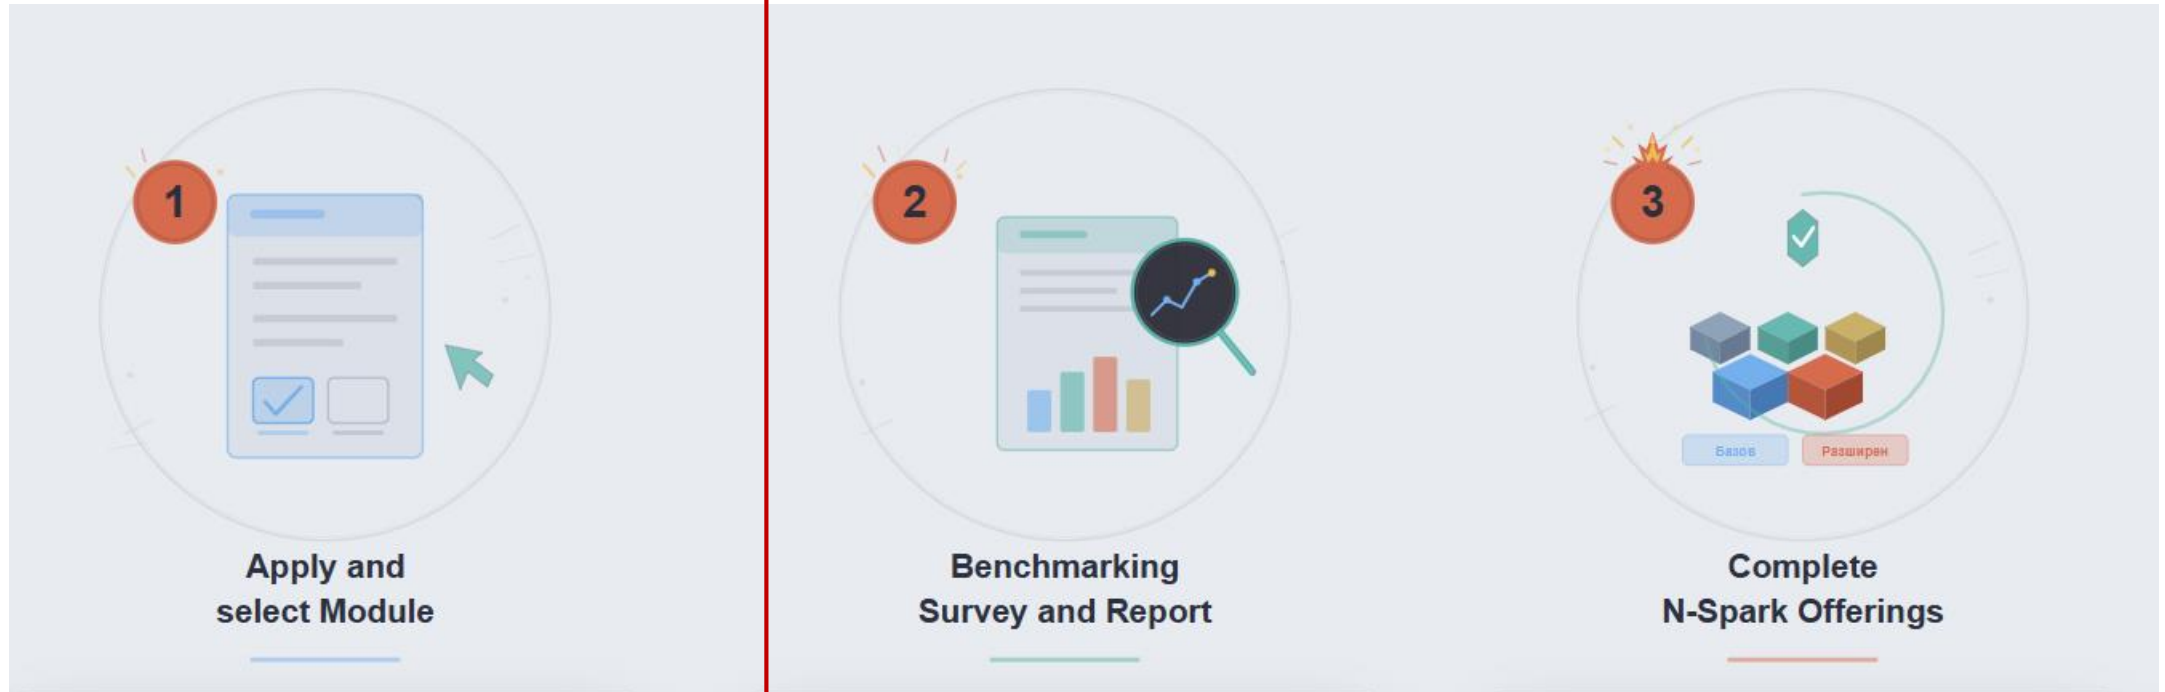 1
Apply and
select Module
2
Benchmarking
Survey and Report
3
Базов
Разширен
Complete
N-Spark Offerings